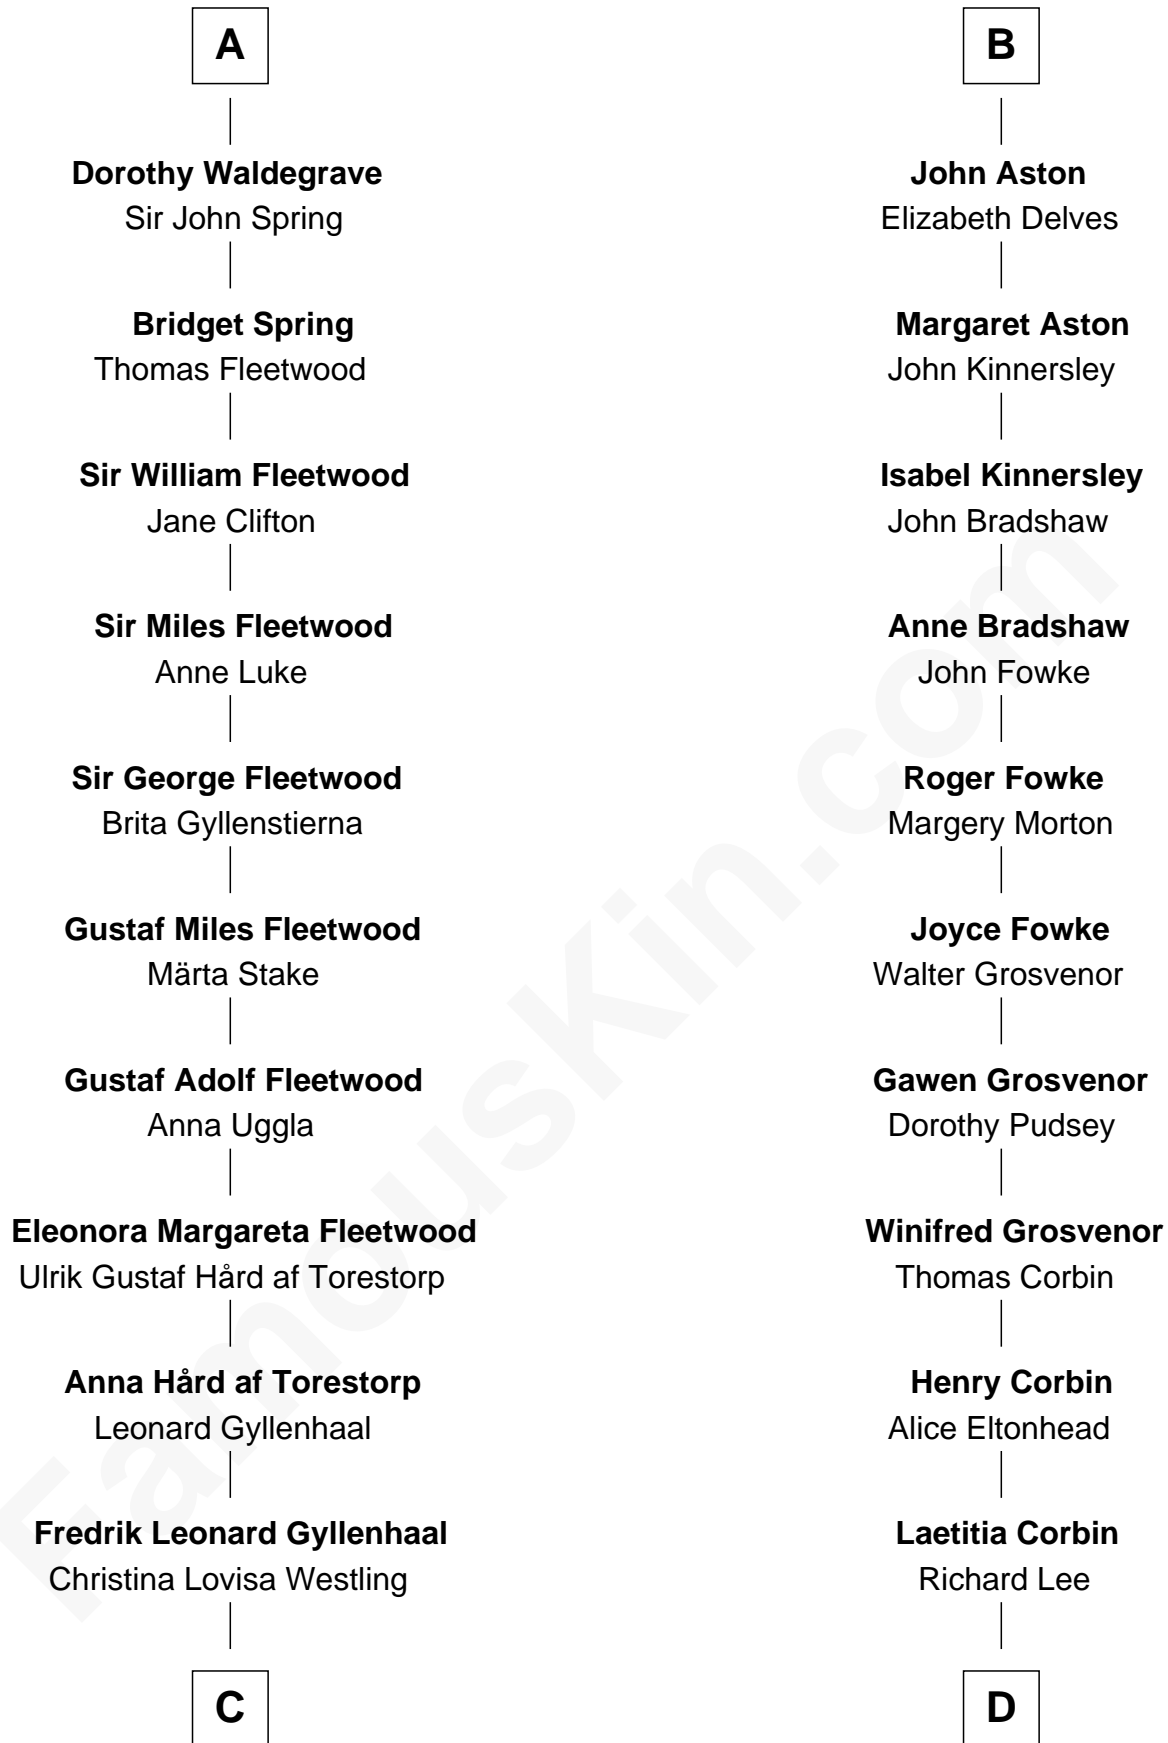 A
Dorothy Waldegrave
Sir John Spring
Bridget Spring
Thomas Fleetwood
Sir William Fleetwood
Jane Clifton
Sir Miles Fleetwood
Anne Luke
Sir George Fleetwood
Brita Gyllenstierna
Gustaf Miles Fleetwood
Märta Stake
Gustaf Adolf Fleetwood
Anna Uggla
Eleonora Margareta Fleetwood
Ulrik Gustaf Hård af Torestorp
Anna Hård af Torestorp
Leonard Gyllenhaal
Fredrik Leonard Gyllenhaal
Christina Lovisa Westling
C
B
John Aston
Elizabeth Delves
Margaret Aston
John Kinnersley
Isabel Kinnersley
John Bradshaw
Anne Bradshaw
John Fowke
Roger Fowke
Margery Morton
Joyce Fowke
Walter Grosvenor
Gawen Grosvenor
Dorothy Pudsey
Winifred Grosvenor
Thomas Corbin
Henry Corbin
Alice Eltonhead
Laetitia Corbin
Richard Lee
D
FamousKin.com